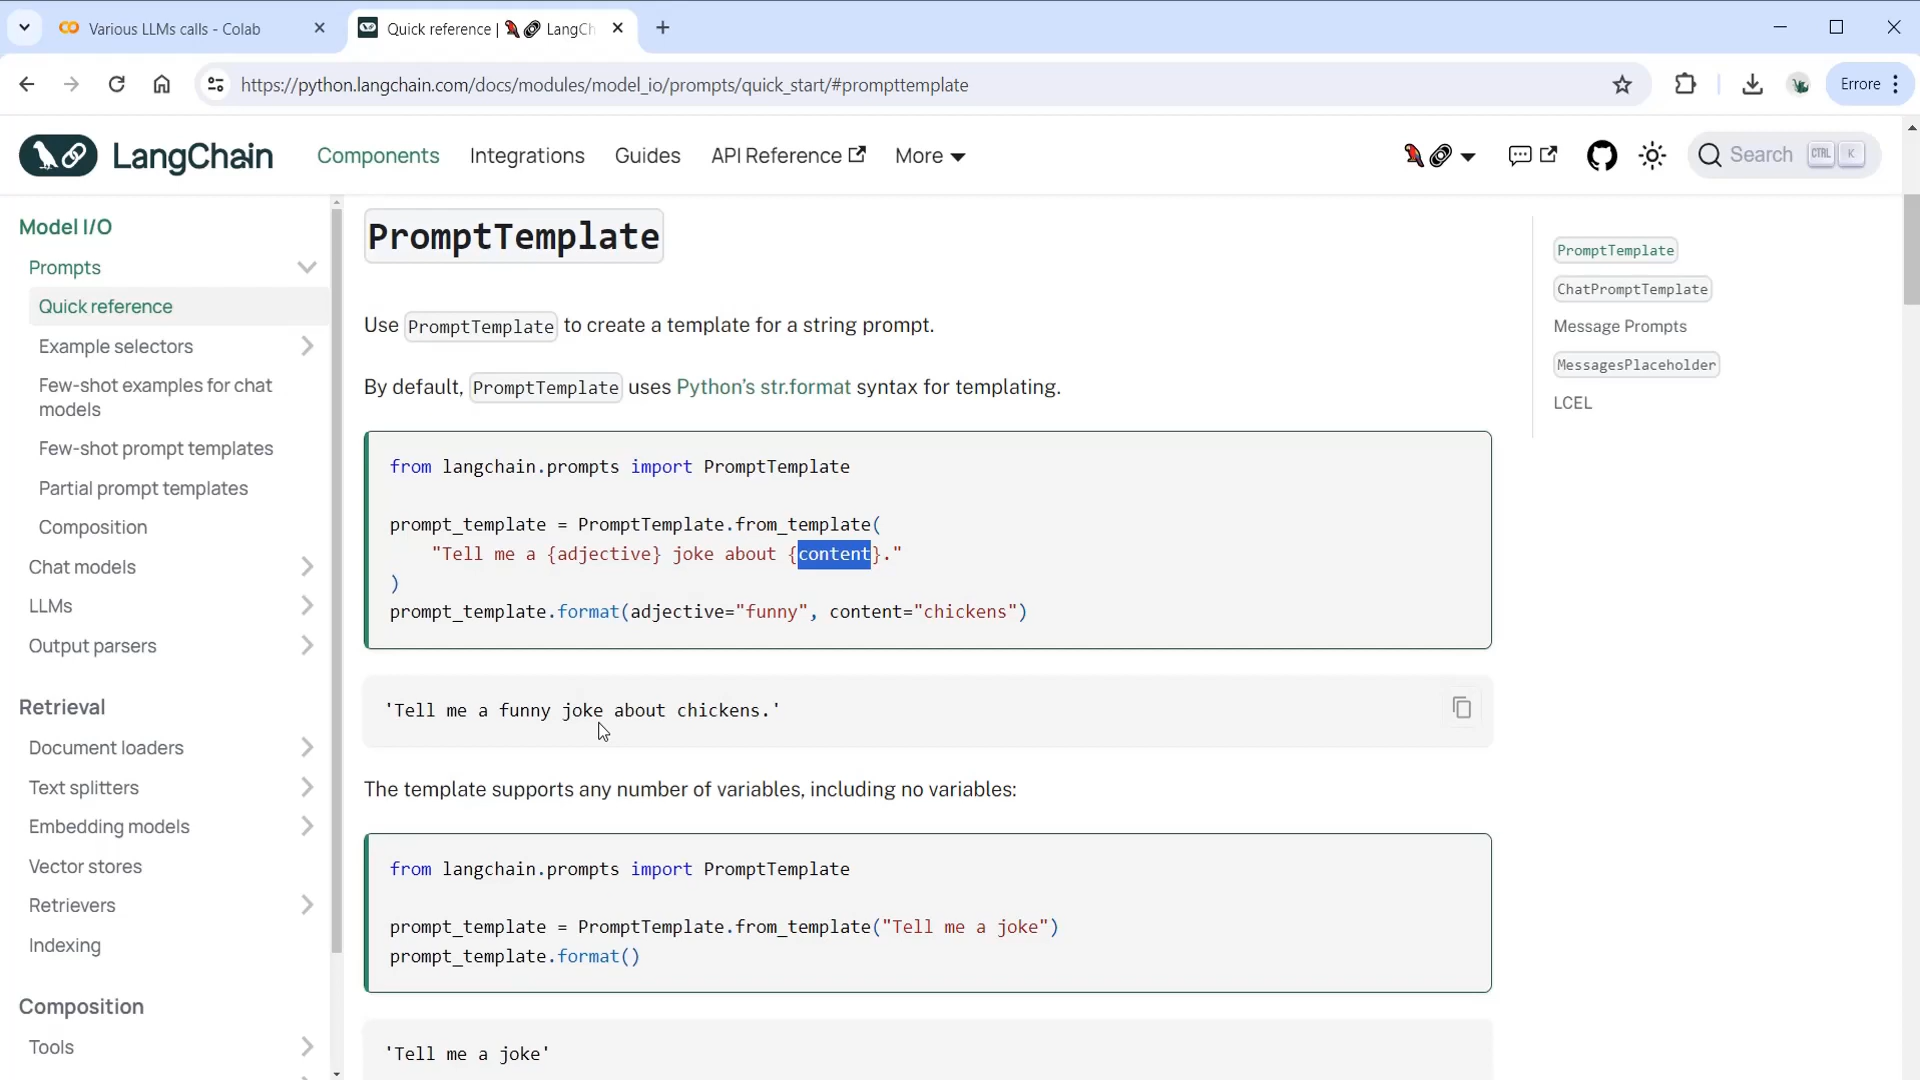 Various LLMs calls - Colab
Quick reference | 🦜🔗 LangCh
https://python.langchain.com/docs/modules/model_io/prompts/quick_start/#prompttemplate
Errore
LangChain
Components
Integrations
Guides
API Reference
More
Search
CTRL
K
Model I/O
Prompts
Quick reference
Example selectors
Few-shot examples for chat
models
Few-shot prompt templates
Partial prompt templates
Composition
Chat models
LLMs
Output parsers
Retrieval
Document loaders
Text splitters
Embedding models
Vector stores
Retrievers
Indexing
Composition
Tools
PromptTemplate
Use PromptTemplate to create a template for a string prompt.
By default, PromptTemplate uses Python's str.format syntax for templating.
from langchain.prompts import PromptTemplate
prompt_template = PromptTemplate.from_template(
"Tell me a {adjective} joke about {content}."
)
prompt_template.format(adjective="funny", content="chickens")
'Tell me a funny joke about chickens.'
The template supports any number of variables, including no variables:
from langchain.prompts import PromptTemplate
prompt_template = PromptTemplate.from_template("Tell me a joke")
prompt_template.format()
'Tell me a joke'
PromptTemplate
ChatPromptTemplate
Message Prompts
MessagesPlaceholder
LCEL